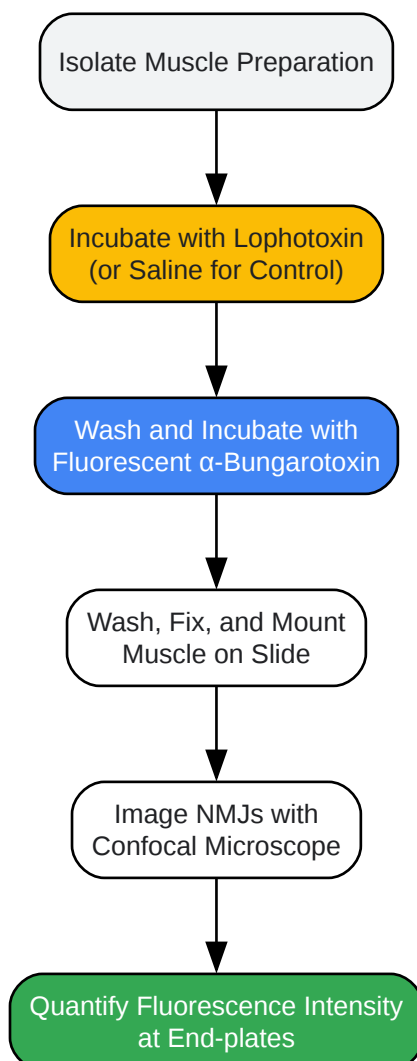 Isolate Muscle Preparation
Incubate with Lophotoxin
(or Saline for Control)
Wash and Incubate with
Fluorescent α-Bungarotoxin
Wash, Fix, and Mount
Muscle on Slide
Image NMJs with
Confocal Microscope
Quantify Fluorescence Intensity
at End-plates